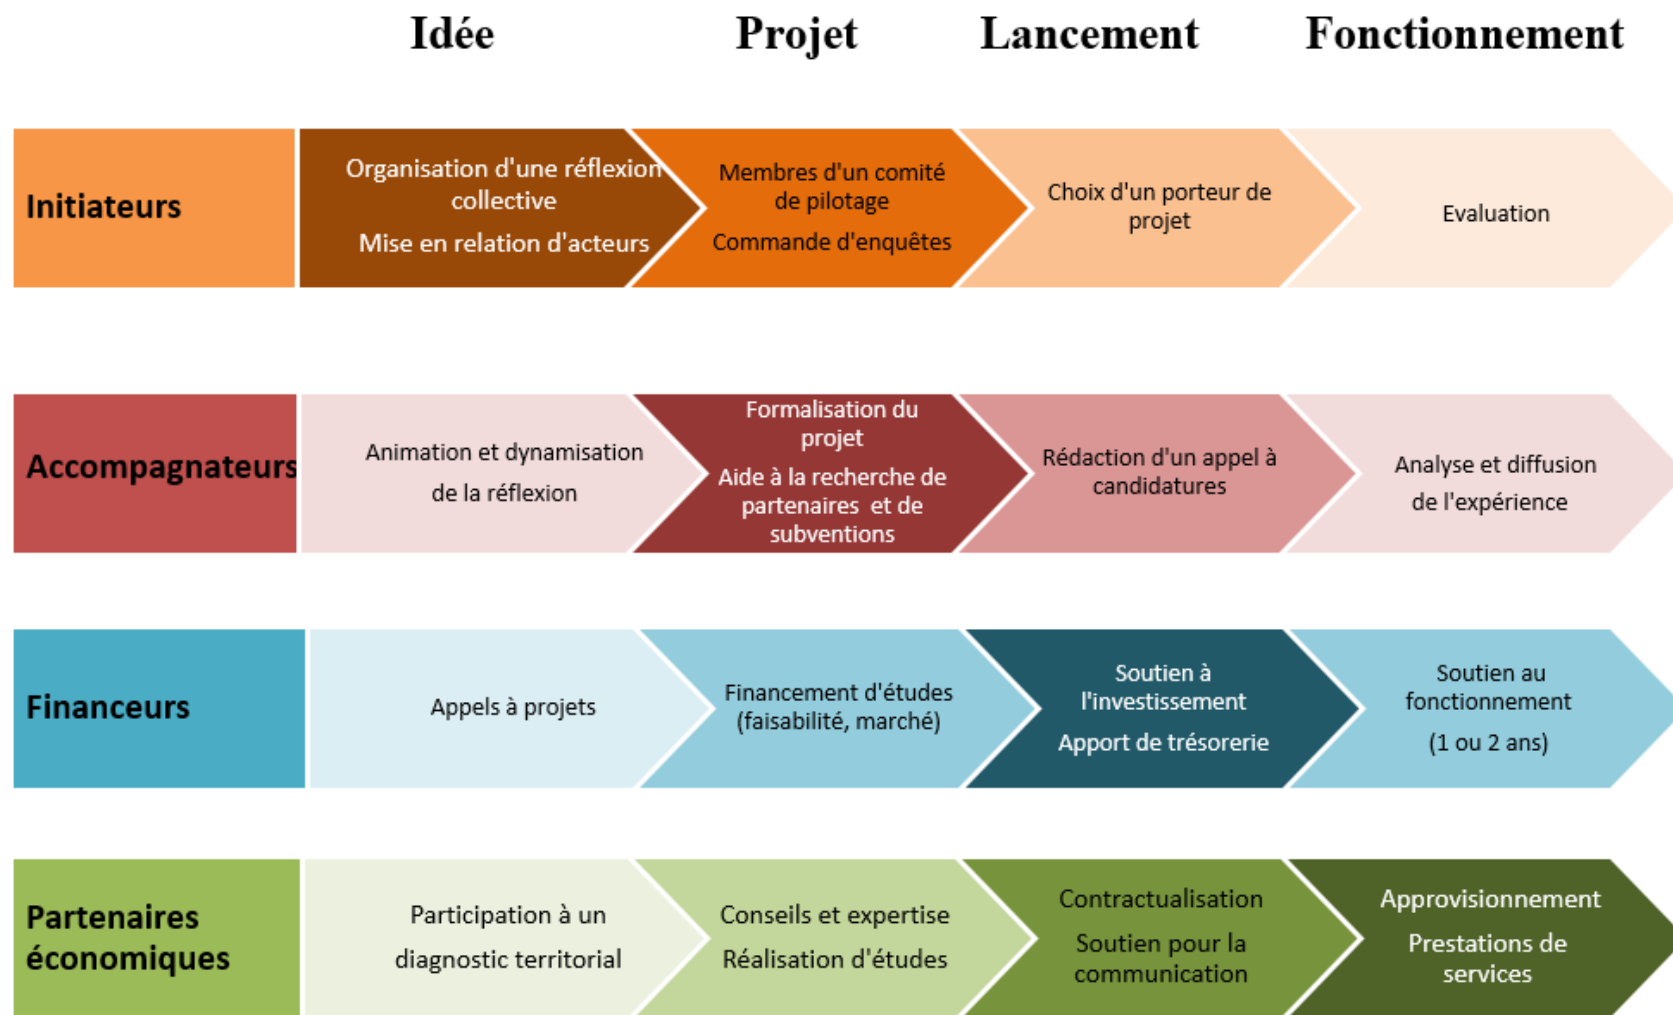 Idée
Projet
Lancement
Fonctionnement
Initiateurs
Organisation d'une réflexion
collective
Mise en relation d'acteurs
Membres d'un comité
de pilotage
Commande d'enquêtes
Choix d'un porteur de
projet
Evaluation
Accompagnateurs
Animation et dynamisation
de la réflexion
Formalisation du
projet
Aide à la recherche de
partenaires et de
subventions
Rédaction d'un appel à
candidatures
Analyse et diffusion
de l'expérience
Financeurs
Appels à projets
Financement d'études
(faisabilité, marché)
Soutien à
l'investissement
Apport de trésorerie
Soutien au
fonctionnement
(1 ou 2 ans)
Partenaires
économiques
Participation à un
diagnostic territorial
Conseils et expertise
Réalisation d'études
Contractualisation
Soutien pour la
communication
Approvisionnement
Prestations de
services